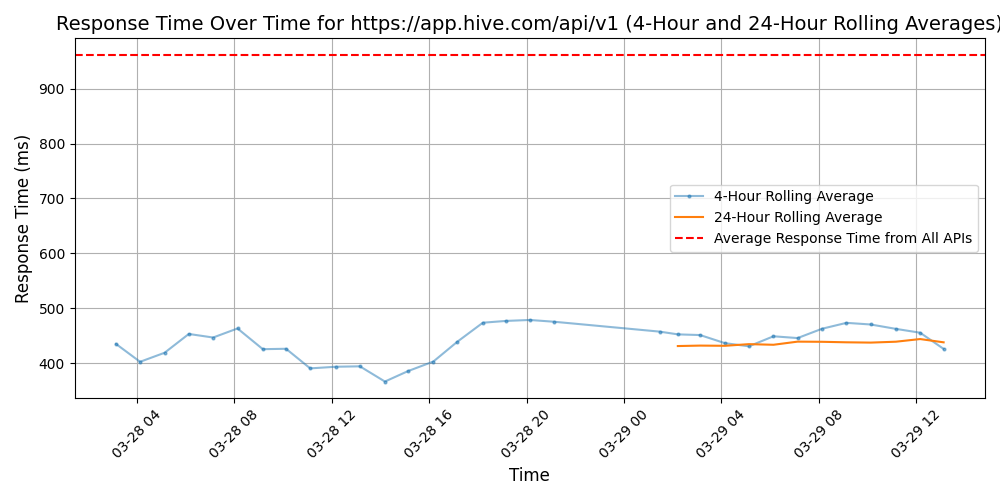 Response Time Over Time for https://app.hive.com/api/v1 (4-Hour and 24-Hour Rolling Averages)
Response Time (ms)
900
800
700
600
500
400
4-Hour Rolling Average
24-Hour Rolling Average
Average Response Time from All APIs
03-28 04
03-28 08
03-28 12
03-28 16
03-28 20
03-29 00
03-29 04
03-29 08
03-29 12
Time